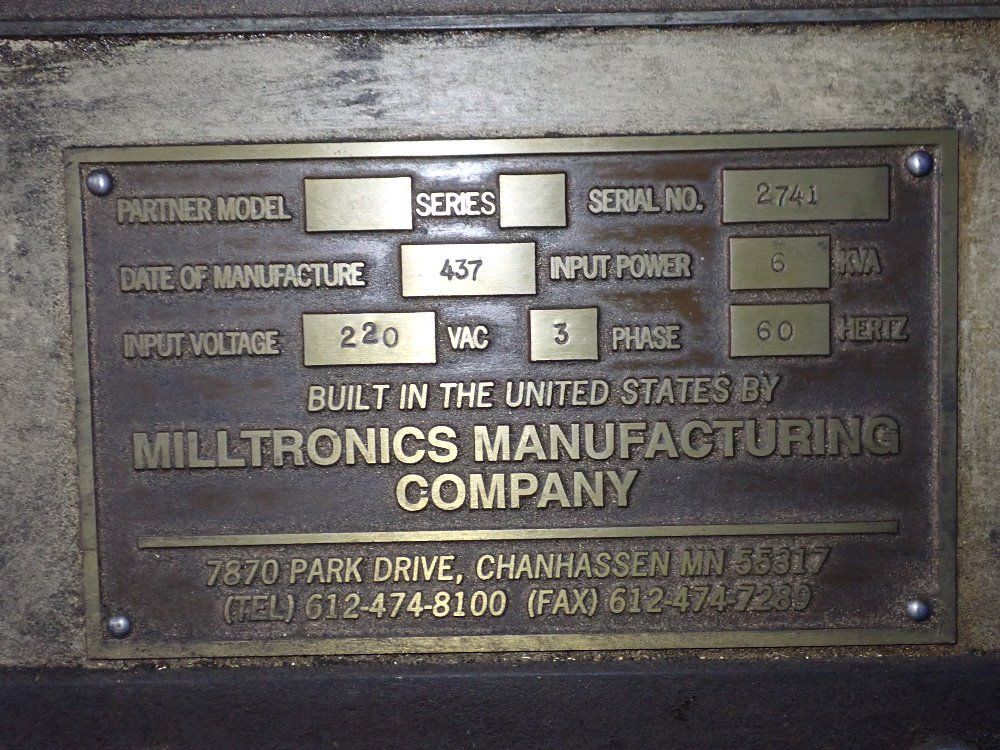 PARTNER MODEL SERIES SERIAL NO. 2741
DATE OF MANUFACTURE 437 INPUT POWER 6 KVA
INPUT VOLTAGE 220 VAC 3 PHASE 60 HERTZ
BUILT IN THE UNITED STATES BY
MILLTRONICS MANUFACTURING
COMPANY
7870 PARK DRIVE, CHANHASSEN MN 55317
(TEL) 612-474-8100 (FAX) 612-474-7289